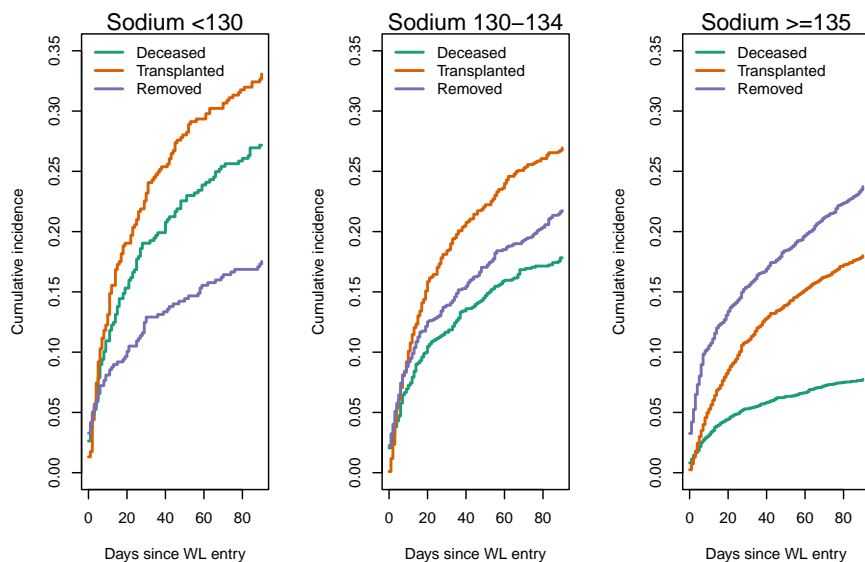 Sodium <130
Deceased
Transplanted
Removed
Cumulative incidence
0.00 0.05 0.10 0.15 0.20 0.25 0.30 0.35
0 20 40 60 80
Days since WL entry
Sodium 130−134
Deceased
Transplanted
Removed
Cumulative incidence
0.00 0.05 0.10 0.15 0.20 0.25 0.30 0.35
0 20 40 60 80
Days since WL entry
Sodium >=135
Deceased
Transplanted
Removed
Cumulative incidence
0.00 0.05 0.10 0.15 0.20 0.25 0.30 0.35
0 20 40 60 80
Days since WL entry